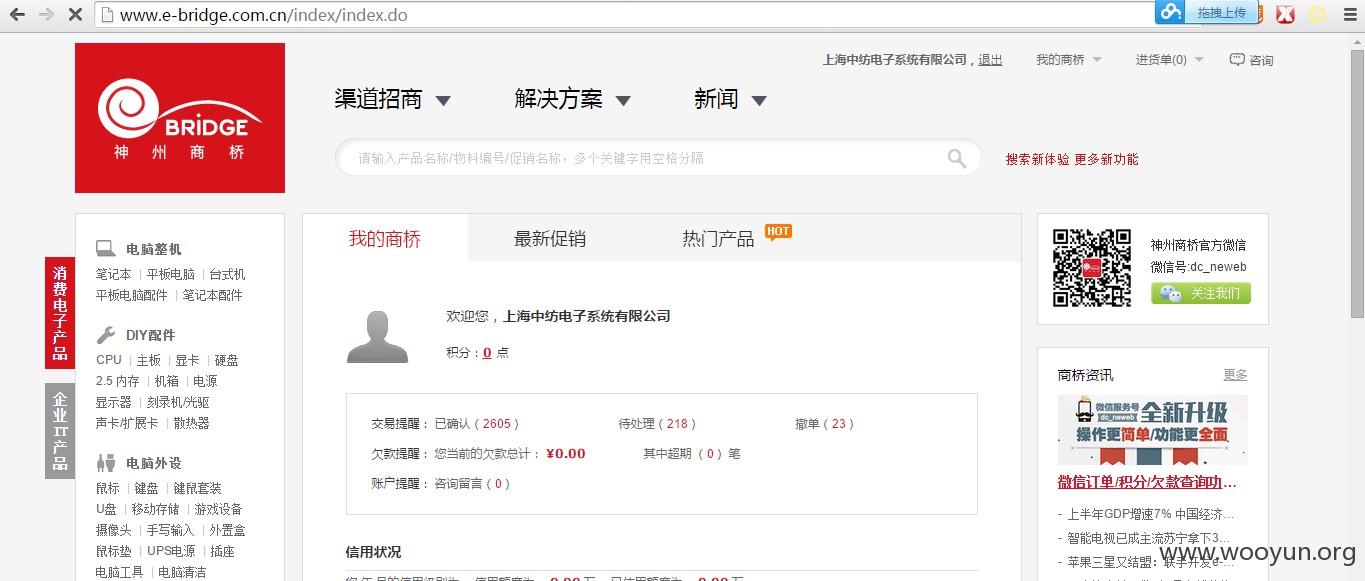 www.e-bridge.com.cn/index/index.do
拖拽上传
上海中纺电子系统有限公司，退出 我的商桥 进货单(0) 咨询
BRIDGE
神州商桥
渠道招商 解决方案 新闻
请输入产品名称/物料编号/促销名称，多个关键字用空格分隔
搜索新体验 更多新功能
消费电子产品
企业IT产品
电脑整机
笔记本 | 平板电脑 | 台式机
平板电脑配件 | 笔记本配件
DIY配件
CPU | 主板 | 显卡 | 硬盘
2.5 内存 | 机箱 | 电源
显示器 | 刻录机/光驱
声卡/扩展卡 | 散热器
电脑外设
鼠标 | 键盘 | 键鼠套装
U盘 | 移动存储 | 游戏设备
摄像头 | 手写输入 | 外置盒
鼠标垫 | UPS电源 | 插座
电脑工具 | 电脑清洁
我的商桥 最新促销 热门产品 HOT
欢迎您，上海中纺电子系统有限公司
积分：0 点
交易提醒：已确认（2605） 待处理（218） 撤单（23）
欠款提醒：您当前的欠款总计：¥0.00 其中超期（0）笔
账户提醒：咨询留言（0）
信用状况
神州商桥官方微信
微信号:dc_neweb
关注我们
商桥资讯 更多
微信服务号 dc_neweb 全新升级
操作更简单/功能更全面
微信订单/积分/欠款查询功...
- 上半年GDP增速7% 中国经济...
- 智能电视已成主流苏宁拿下3...
- 苹果三星又结盟：联手开发e-...
www.wooyun.org